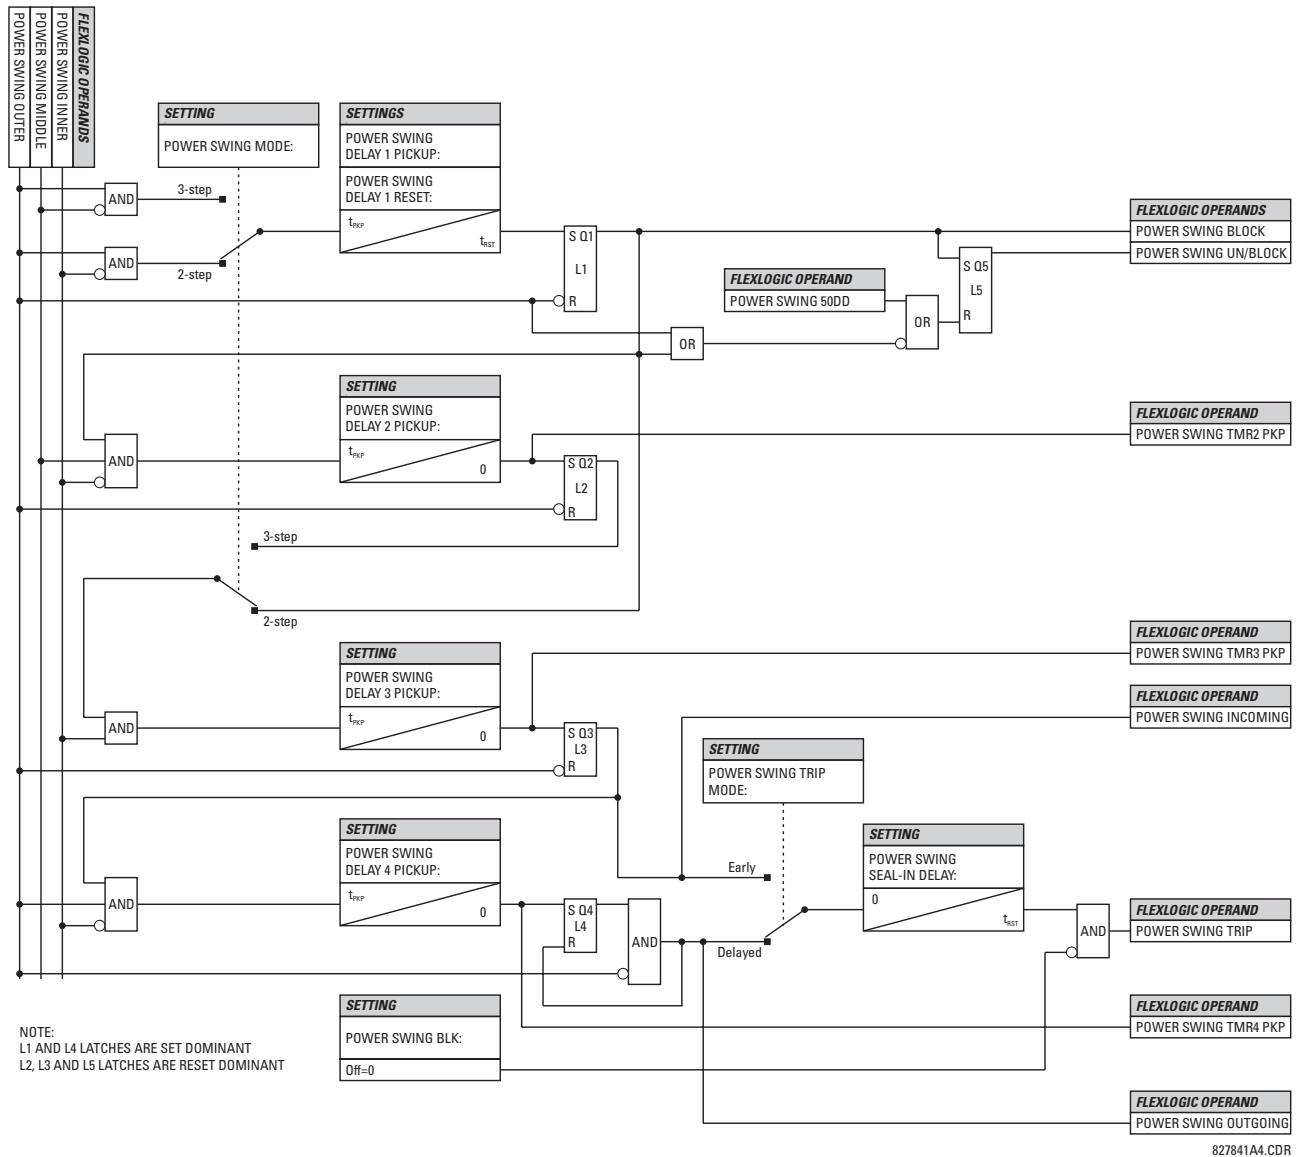 FLEXLOGIC OPERANDS
POWER SWING INNER
POWER SWING MIDDLE
POWER SWING OUTER
SETTING
POWER SWING MODE:
SETTINGS
POWER SWING
DELAY 1 PICKUP:
POWER SWING
DELAY 1 RESET:
tPKP
tRST
AND
3-step
AND
2-step
S Q1
L1
R
FLEXLOGIC OPERANDS
POWER SWING BLOCK
POWER SWING UN/BLOCK
FLEXLOGIC OPERAND
POWER SWING 50DD
OR
OR
S Q5
L5
R
SETTING
POWER SWING
DELAY 2 PICKUP:
tPKP
0
AND
S Q2
L2
R
FLEXLOGIC OPERAND
POWER SWING TMR2 PKP
3-step
2-step
SETTING
POWER SWING
DELAY 3 PICKUP:
tPKP
0
AND
S Q3
L3
R
FLEXLOGIC OPERAND
POWER SWING TMR3 PKP
FLEXLOGIC OPERAND
POWER SWING INCOMING
SETTING
POWER SWING TRIP
MODE:
Early
Delayed
SETTING
POWER SWING
DELAY 4 PICKUP:
tPKP
0
AND
S Q4
L4
R
AND
SETTING
POWER SWING
SEAL-IN DELAY:
0
tRST
AND
FLEXLOGIC OPERAND
POWER SWING TRIP
SETTING
POWER SWING BLK:
Off=0
FLEXLOGIC OPERAND
POWER SWING TMR4 PKP
FLEXLOGIC OPERAND
POWER SWING OUTGOING
NOTE:
L1 AND L4 LATCHES ARE SET DOMINANT
L2, L3 AND L5 LATCHES ARE RESET DOMINANT
827841A4.CDR